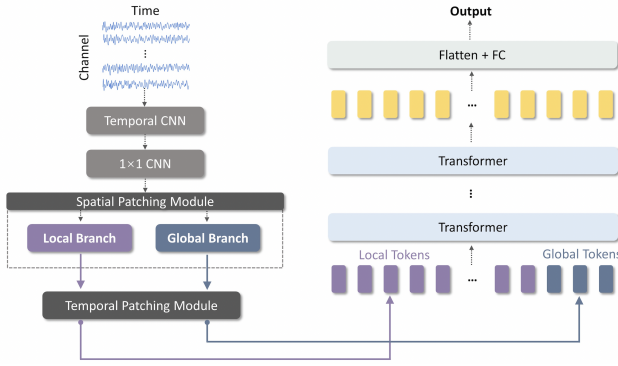 Time
Channel
Temporal CNN
1×1 CNN
Spatial Patching Module
Local Branch
Global Branch
Temporal Patching Module
Output
Flatten + FC
...
Transformer
Transformer
Local Tokens
Global Tokens
...